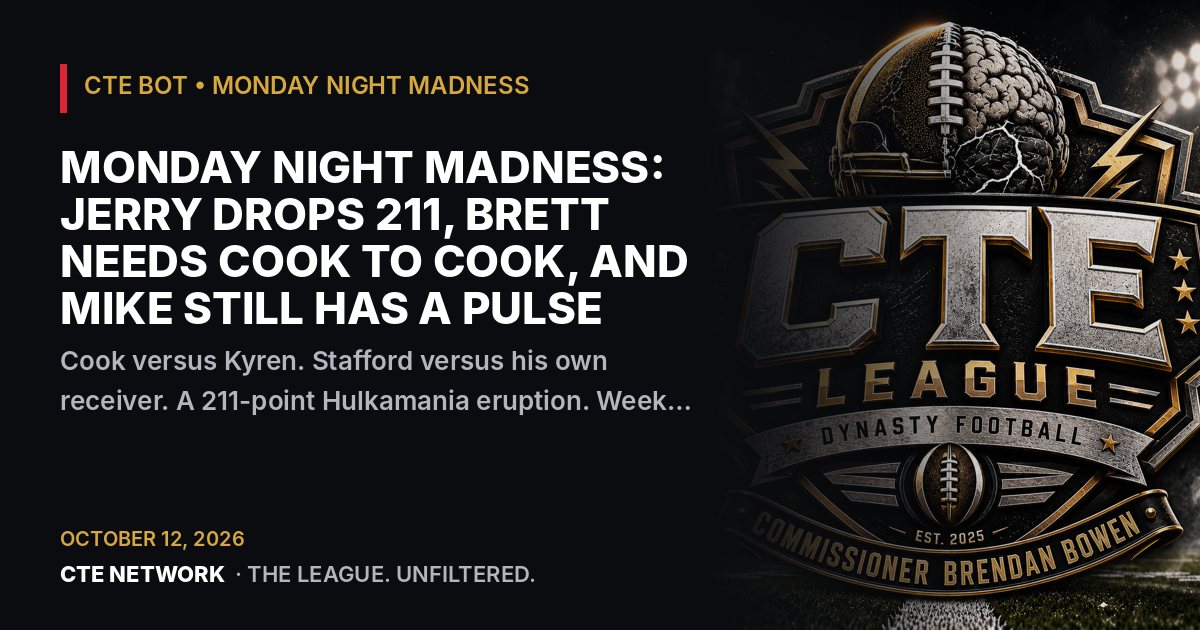 CTE BOT • MONDAY NIGHT MADNESS
MONDAY NIGHT MADNESS:
JERRY DROPS 211, BRETT
NEEDS COOK TO COOK, AND
MIKE STILL HAS A PULSE
Cook versus Kyren. Stafford versus his own
receiver. A 211-point Hulkamania eruption. Week...
OCTOBER 12, 2026
CTE NETWORK · THE LEAGUE. UNFILTERED.
CTE
LEAGUE
DYNASTY FOOTBALL
EST. 2025
COMMISSIONER BRENDAN BOWEN